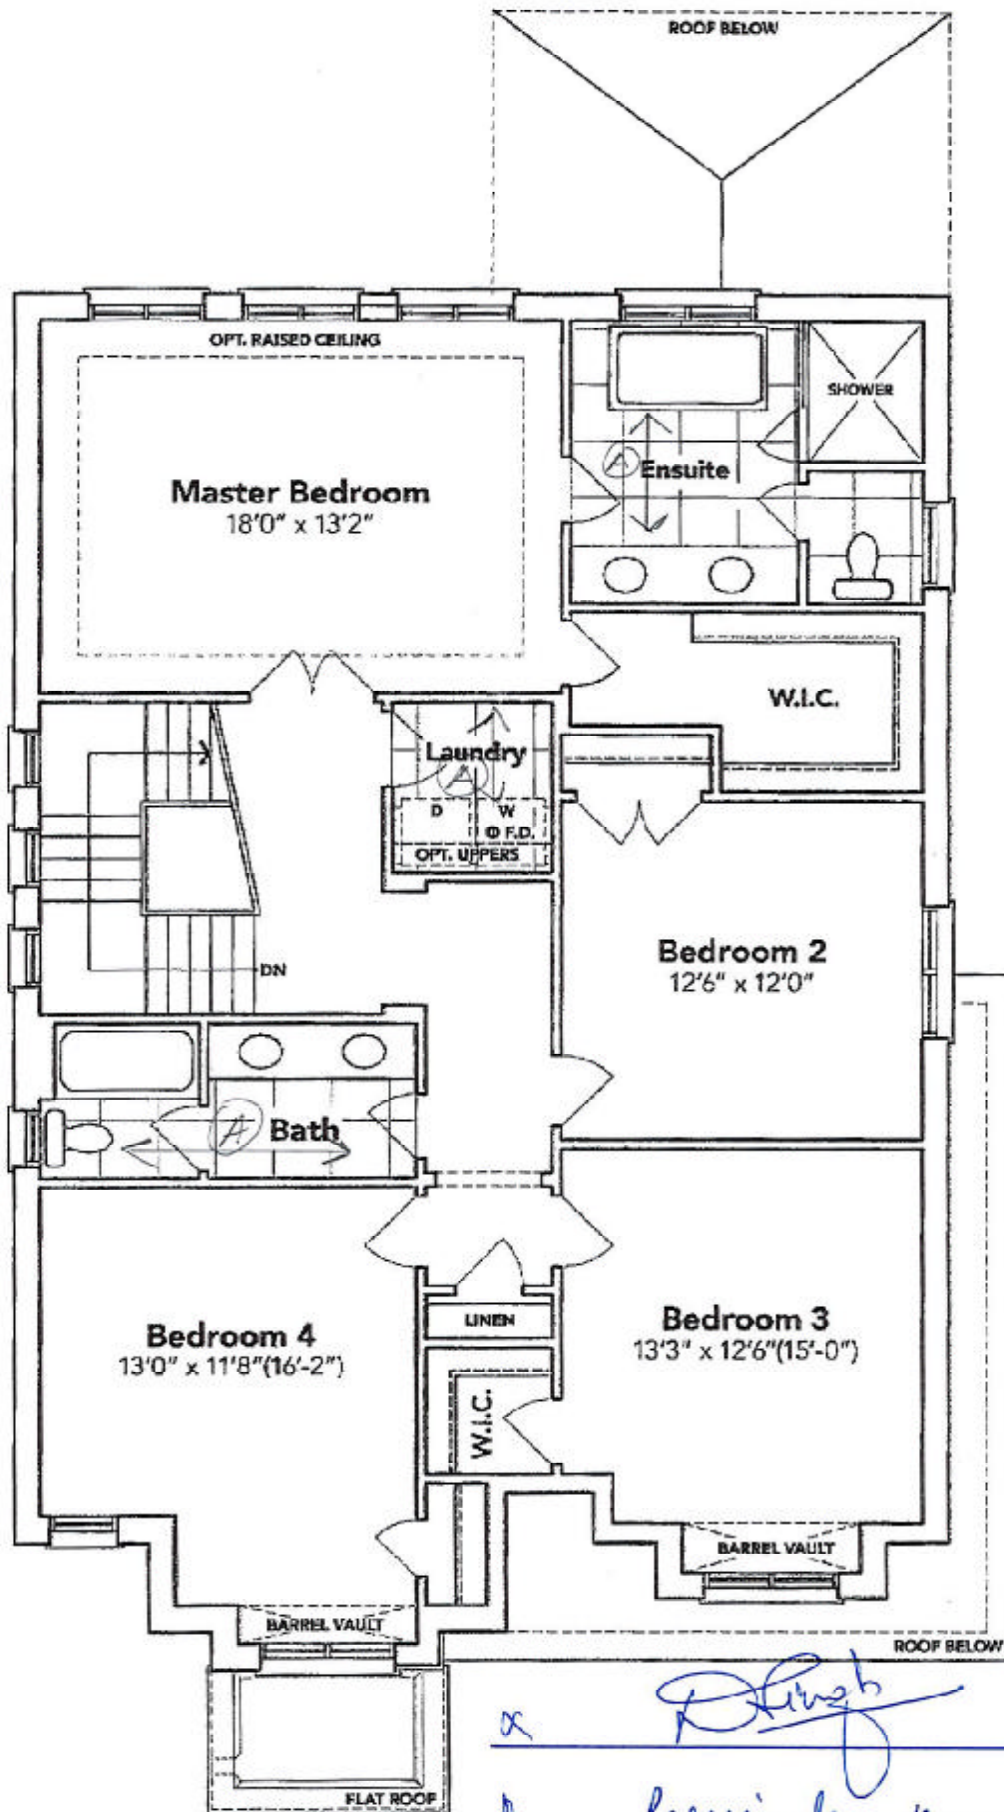 ROOF BELOW
OPT. RAISED CEILING
SHOWER
Master Bedroom
18'0" x 13'2"
A
Ensuite
W.I.C.
Laundry
A
D
W
Φ F.D.
OPT. UPPERS
Bedroom 2
12'6" x 12'0"
DN
A
Bath
Bedroom 4
13'0" x 11'8"(16'-2")
LINEN
Bedroom 3
13'3" x 12'6"(15'-0")
W.I.C.
BARREL VAULT
BARREL VAULT
ROOF BELOW
FLAT ROOF